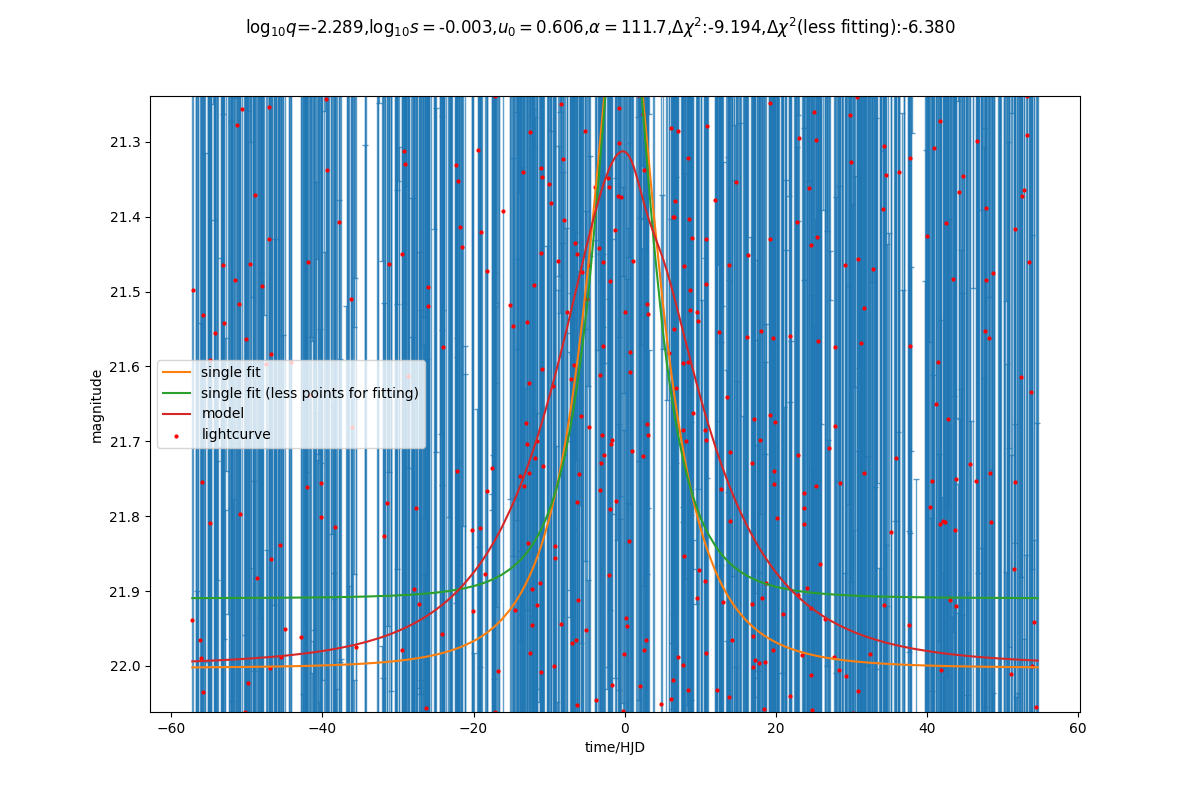 log₁₀q=-2.289,log₁₀s = -0.003,u₀ = 0.606,α = 111.7,Δχ²:-9.194,Δχ²(less fitting):-6.380
21.3
21.4
21.5
21.6
21.7
21.8
21.9
22.0
magnitude
single fit
single fit (less points for fitting)
model
lightcurve
−60
−40
−20
0
20
40
60
time/HJD